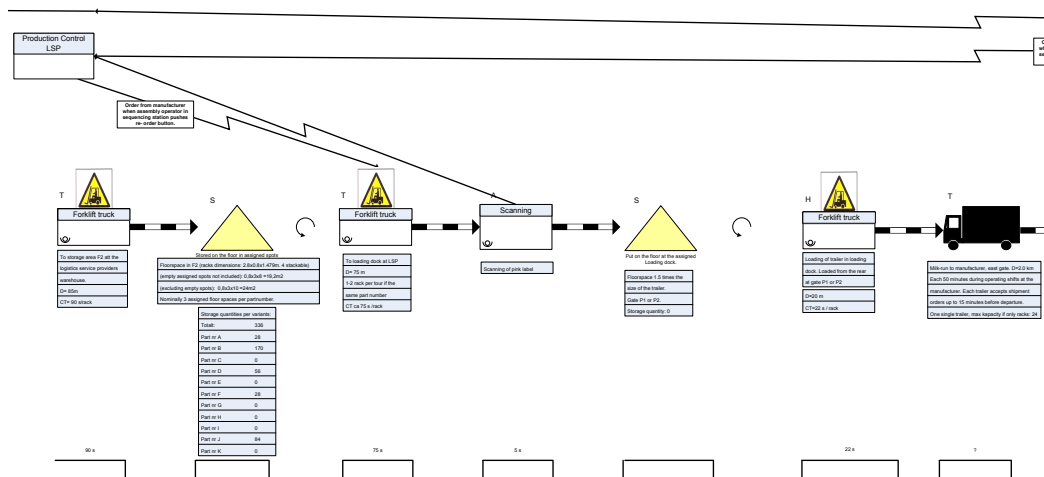 Production Control
LSP
Order from manufacturer
when assembly operator in
sequencing station pushes
re- order button.
T
Forklift truck
To storage area F2 att the
logistics service providers
warehouse.
D= 85m
CT= 90 s/rack
S
Stored on the floor in assigned spots
Floorspace in F2 (racks dimensions: 2.8x0.8x1.479m. 4 stackable)
(empty assigned spots not included): 0,8x3x8 =19,2m2
(excluding empty spots): 0,8x3x10 =24m2
Nominally 3 assigned floor spaces per partnumber.
Storage quantities per variants:
Totalt: 336
Part nr A 28
Part nr B 170
Part nr C 0
Part nr D 56
Part nr E 0
Part nr F 28
Part nr G 0
Part nr H 0
Part nr I 0
Part nr J 84
Part nr K 0
T
Forklift truck
To loading dock at LSP
D= 75 m
1-2 rack per tour if the
same part number
CT ca 75 s /rack
A
Scanning
Scanning of pink label
S
Put on the floor at the assigned
Loading dock.
Floorspace 1.5 times the
size of the trailer.
Gate P1 or P2.
Storage quantity: 0
H
Forklift truck
Loading of trailer in loading
dock. Loaded from the rear
at gate P1 or P2
D=20 m
CT=22 s / rack
T
Milk-run to manufacturer, east gate. D=2.0 km
Each 50 minutes during operating shifts at the
manufacturer. Each trailer accepts shipment
orders up to 15 minutes before departure.
One single trailer, max capacity if only racks: 24
90 s
75 s
5 s
22 s
?